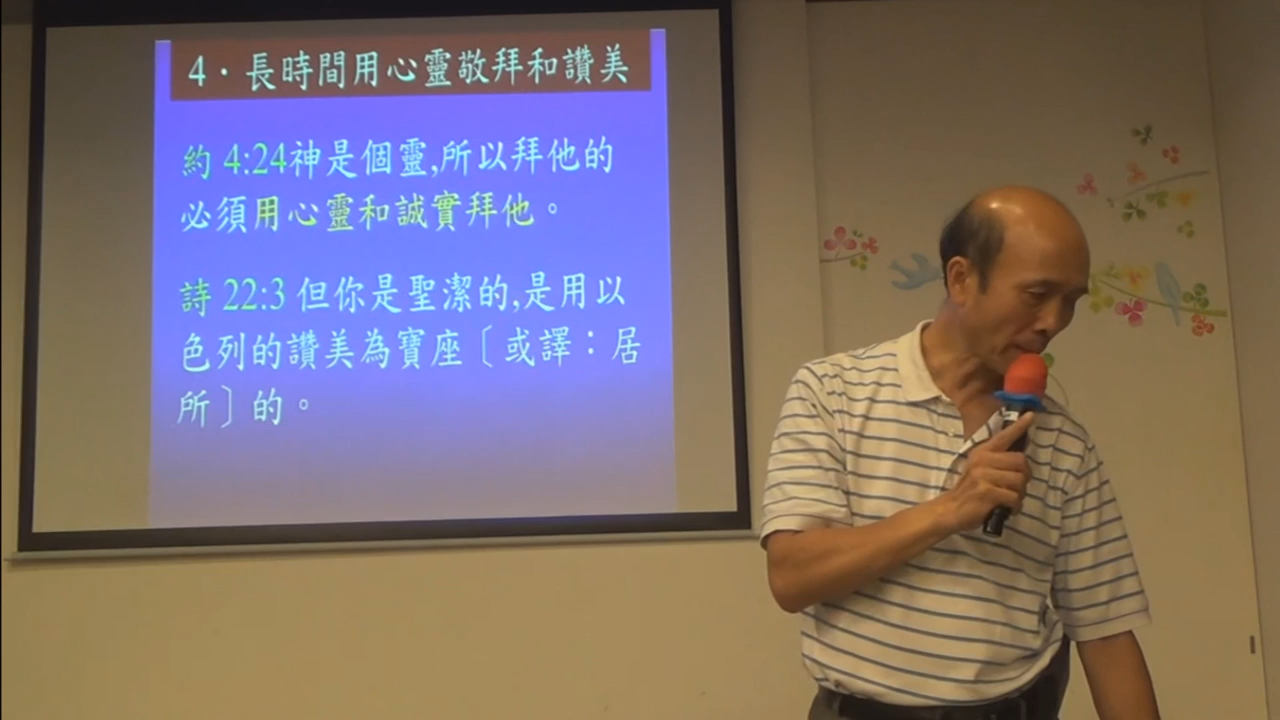 4．長時間用心靈敬拜和讚美
約 4:24神是個靈,所以拜他的
必須用心靈和誠實拜他。
詩 22:3 但你是聖潔的,是用以
色列的讚美為寶座〔或譯：居
所〕的。